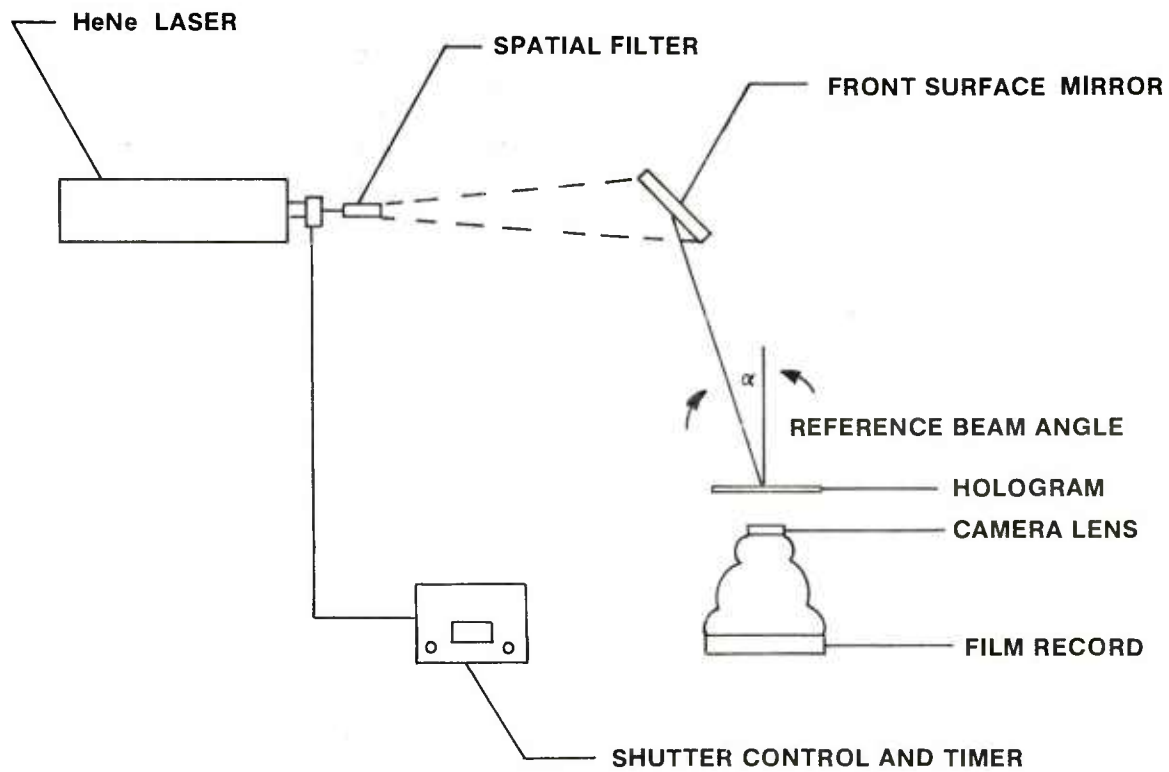 HeNe LASER
SPATIAL FILTER
FRONT SURFACE MIRROR
α
REFERENCE BEAM ANGLE
HOLOGRAM
CAMERA LENS
FILM RECORD
SHUTTER CONTROL AND TIMER